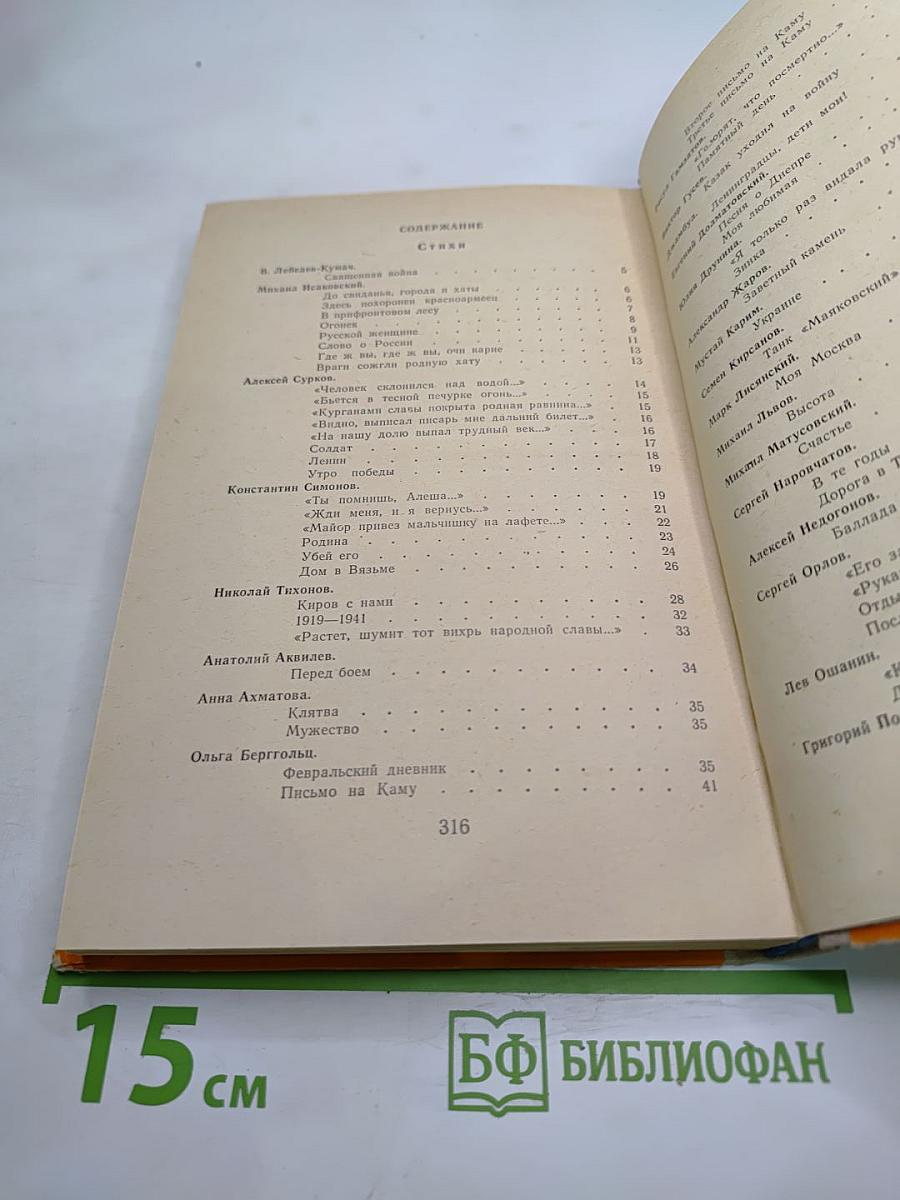 СОДЕРЖАНИЕ
Стихи
В. Лебедев-Кумач.
Священная война . . . . . . . . . 5
Михаил Исаковский.
До свиданья, города и хаты . . . . . . 6
Здесь похоронен красноармеец . . . . . . 6
В прифронтовом лесу . . . . . . . . 7
Огонек . . . . . . . . . . . 8
Русской женщине . . . . . . . . . 9
Слово о России . . . . . . . . . 11
Где ж вы, где ж вы, очи карие . . . . . 13
Враги сожгли родную хату . . . . . . 13
Алексей Сурков.
«Человек склонился над водой...» . . . . 14
«Бьется в тесной печурке огонь...» . . . . 15
«Курганами славы покрыта родная равнина...» . 15
«Видно, выписал писарь мне дальний билет...» . 16
«На нашу долю выпал трудный век...» . . . 16
Солдат . . . . . . . . . . . 17
Ленин . . . . . . . . . . . 18
Утро победы . . . . . . . . . . 19
Константин Симонов.
«Ты помнишь, Алеша...» . . . . . . . 19
«Жди меня, и я вернусь...» . . . . . . 21
«Майор привез мальчишку на лафете...» . . . 22
Родина . . . . . . . . . . . 23
Убей его . . . . . . . . . . 24
Дом в Вязьме . . . . . . . . . 26
Николай Тихонов.
Киров с нами . . . . . . . . . 28
1919—1941 . . . . . . . . . . 32
«Растет, шумит тот вихрь народной славы...» . 33
Анатолий Аквилев.
Перед боем . . . . . . . . . . 34
Анна Ахматова.
Клятва . . . . . . . . . . . 35
Мужество . . . . . . . . . . 35
Ольга Берггольц.
Февральский дневник . . . . . . . . 35
Письмо на Каму . . . . . . . . . 41
316
Второе письмо на Каму
Третье письмо на Каму
Гамзатов.
«Говорят, что посмертно...»
Памятный день
Гусев.
Казак уходил на войну
Джамбул.
Ленинградцы, дети мои!
Евгений Долматовский.
Песня о Днепре
Моя любимая
Юлия Друнина.
«Я только раз видала
Зинка
Александр Жаров.
Заветный камень
Мустай Карим.
Украине
Семен Кирсанов.
Танк «Маяковский»
Марк Лисянский.
Моя Москва
Михаил Львов.
Высота
Михаил Матусовский.
Счастье
Сергей Наровчатов.
В те годы
Дорога в
Алексей Недогонов.
Баллада
Сергей Орлов.
«Его
«Рука
Лев Ошанин.
Григорий
15 см
БФ БИБЛИОФАН